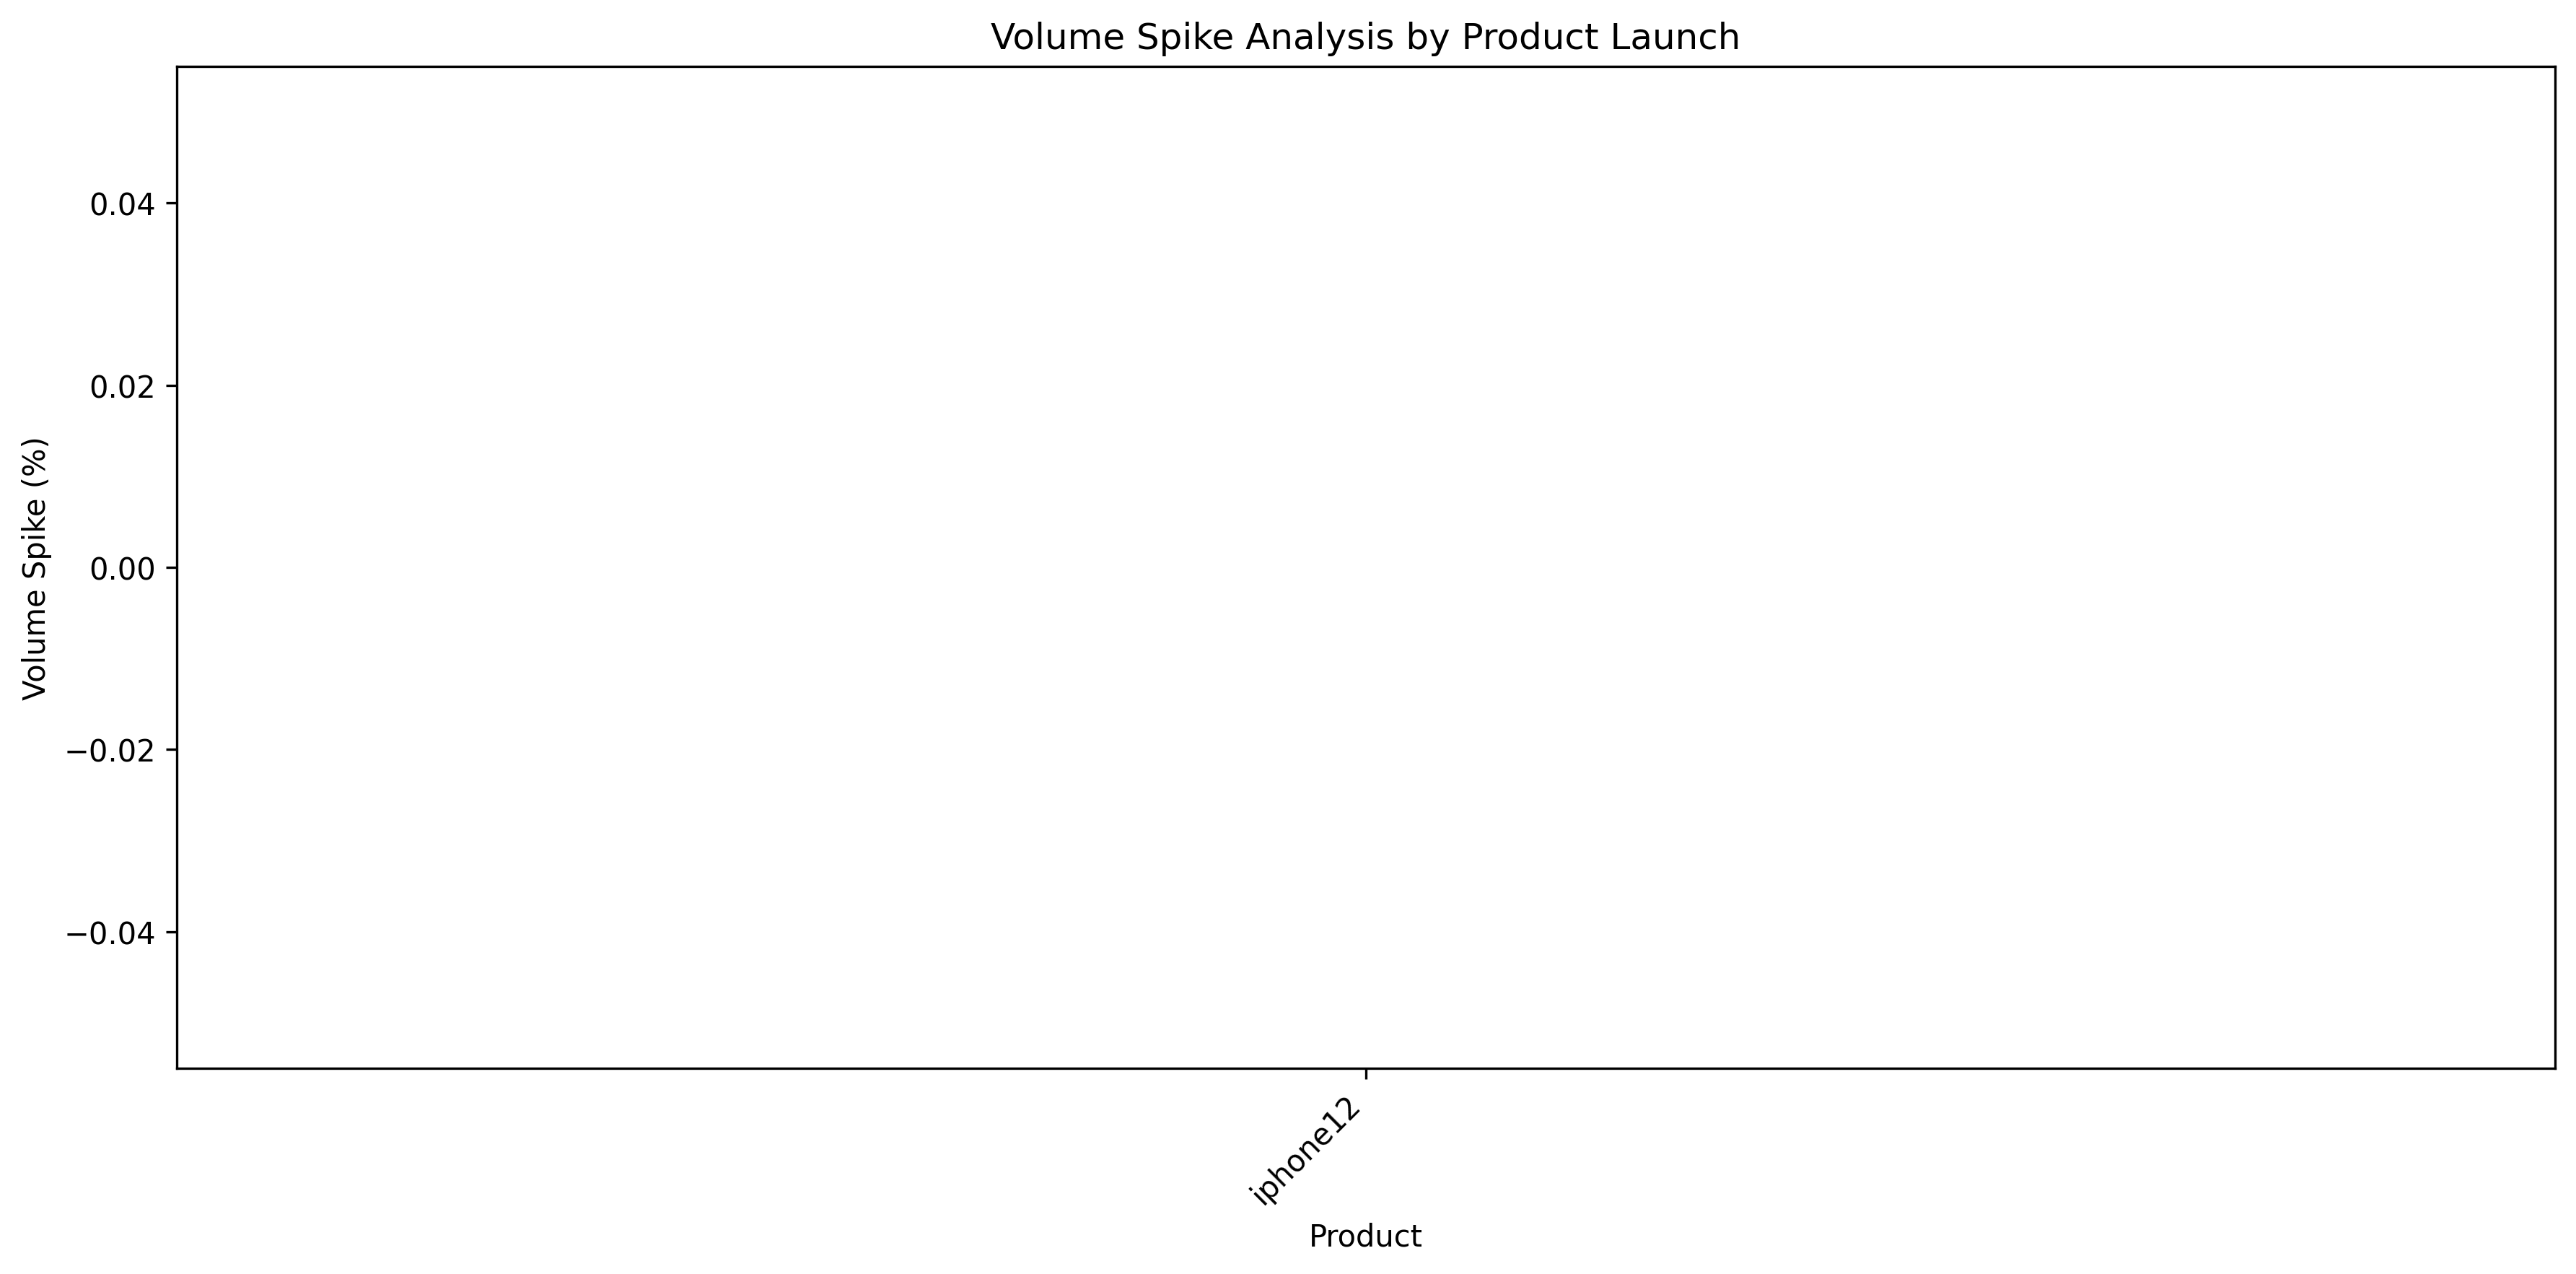 Volume Spike Analysis by Product Launch
Volume Spike (%)
0.04
0.02
0.00
−0.02
−0.04
iphone12
Product